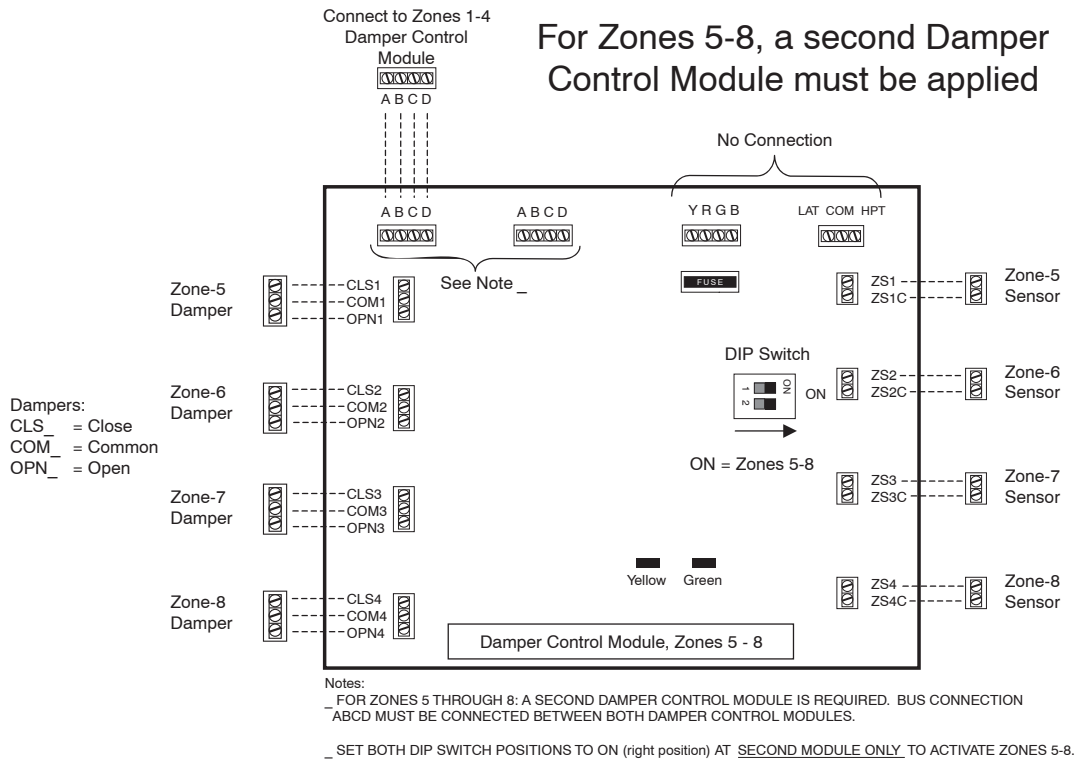 Connect to Zones 1-4
Damper Control
Module
A B C D
For Zones 5-8, a second Damper
Control Module must be applied
No Connection
A B C D
A B C D
Y R G B
LAT COM HPT
See Note _
FUSE
Zone-5
Damper
CLS1
COM1
OPN1
ZS1
ZS1C
Zone-5
Sensor
DIP Switch
1
2
ON
ON
ON = Zones 5-8
Zone-6
Damper
CLS2
COM2
OPN2
ZS2
ZS2C
Zone-6
Sensor
Dampers:
CLS_ = Close
COM_ = Common
OPN_ = Open
Zone-7
Damper
CLS3
COM3
OPN3
ZS3
ZS3C
Zone-7
Sensor
Yellow
Green
Zone-8
Damper
CLS4
COM4
OPN4
ZS4
ZS4C
Zone-8
Sensor
Damper Control Module, Zones 5 - 8
Notes:
_ FOR ZONES 5 THROUGH 8: A SECOND DAMPER CONTROL MODULE IS REQUIRED. BUS CONNECTION
ABCD MUST BE CONNECTED BETWEEN BOTH DAMPER CONTROL MODULES.
_ SET BOTH DIP SWITCH POSITIONS TO ON (right position) AT SECOND MODULE ONLY TO ACTIVATE ZONES 5-8.